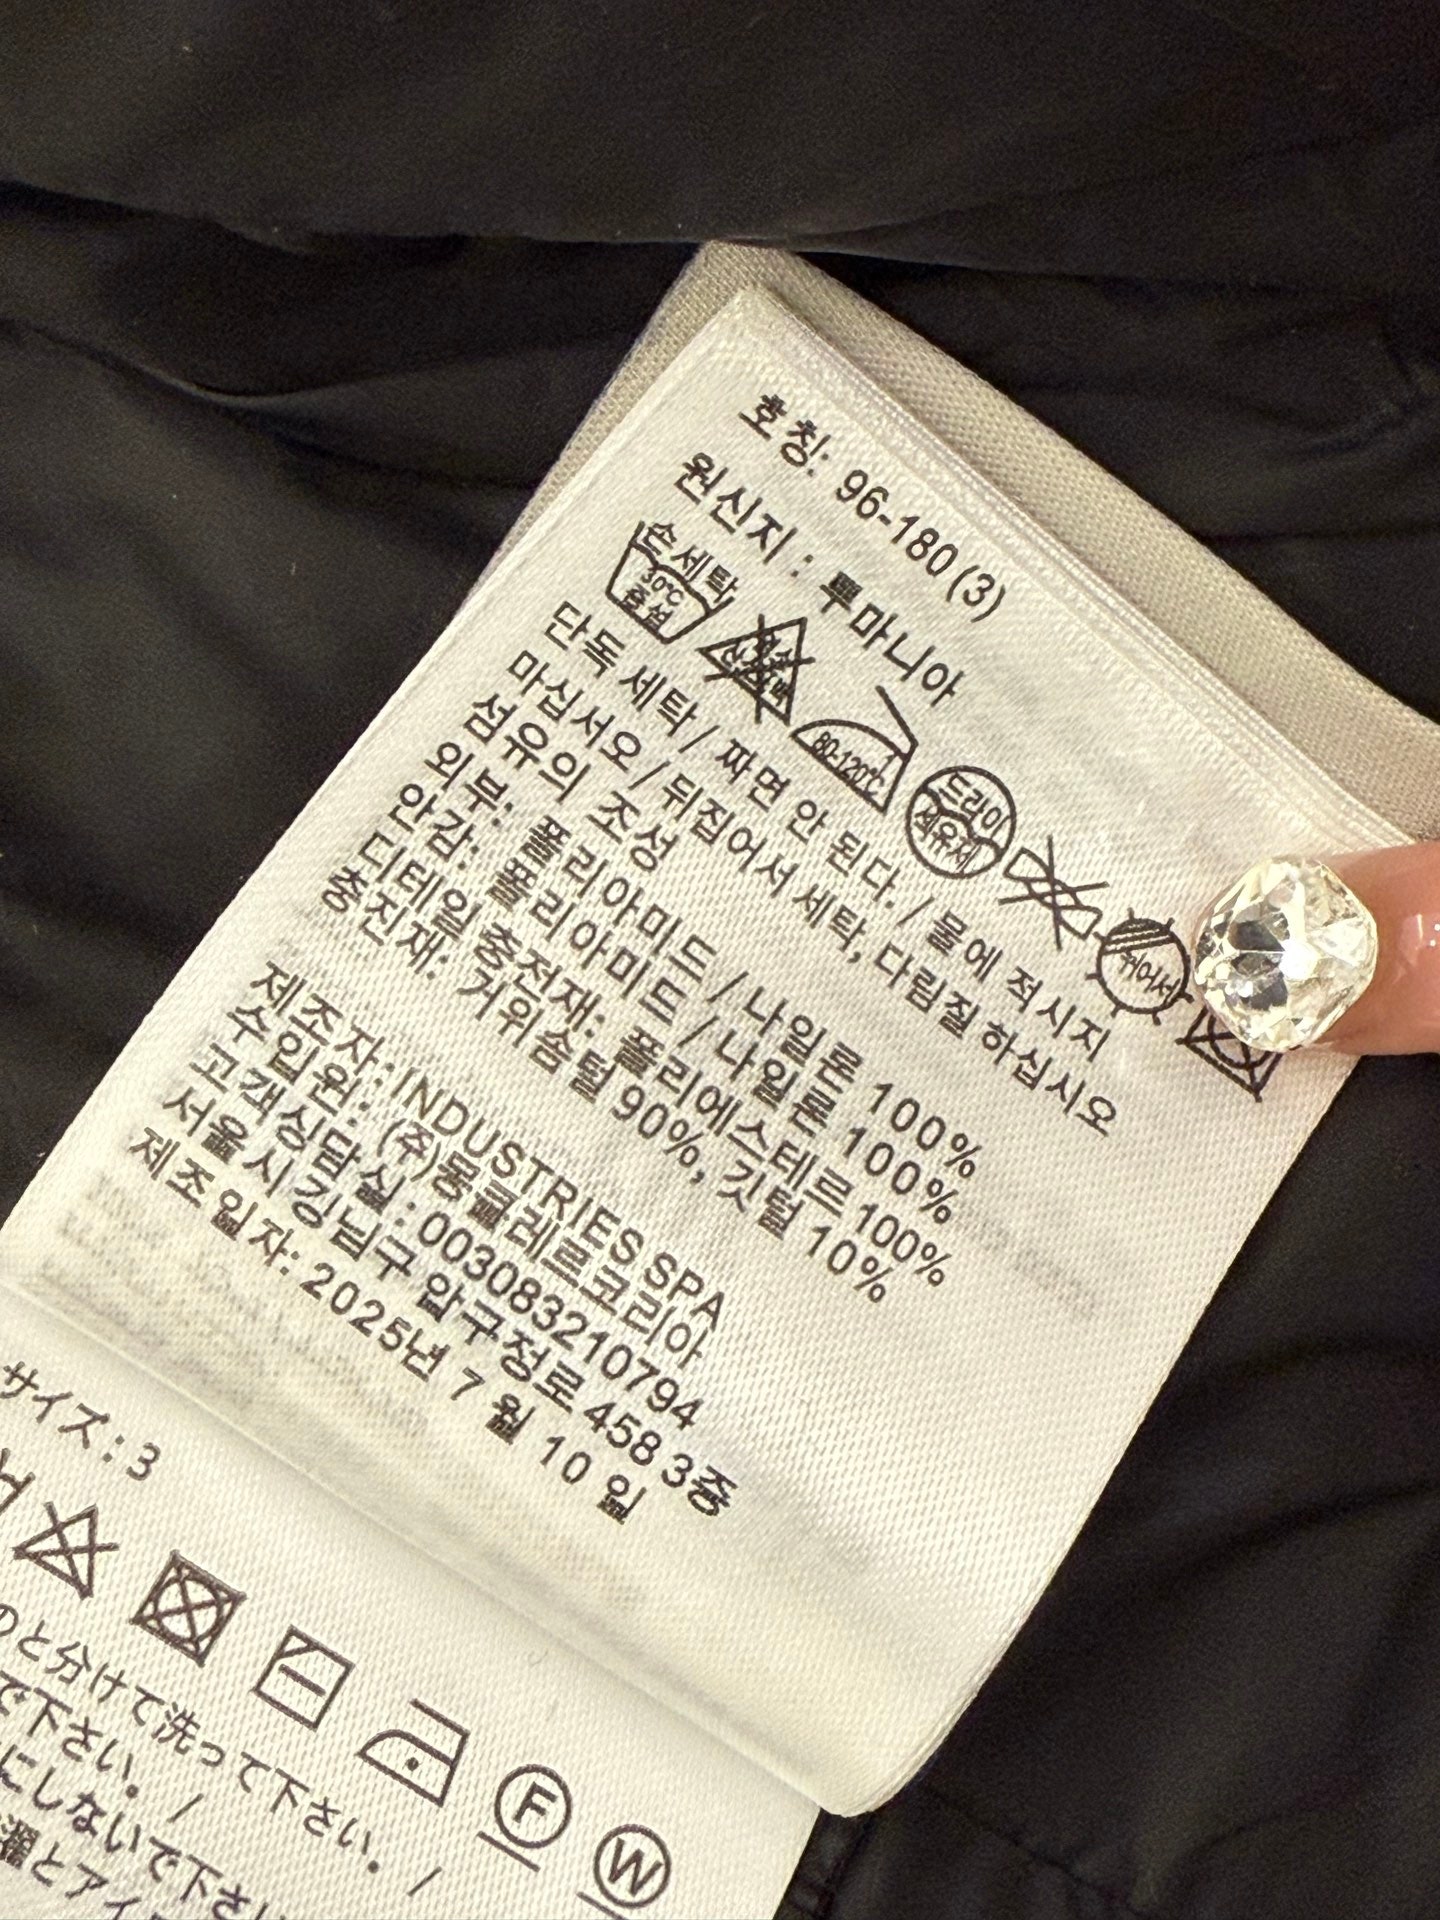 호칭: 96-180 (3)
원산지 : 루마니아
손세탁
30℃
중성
80-120℃
드라이
석유제
뉘어서
단독 세탁 / 짜면 안 된다. / 물에 적시지
마십시오 / 뒤집어서 세탁, 다림질 하십시오
섬유의 조성
외부: 폴리아미드 / 나일론 100%
안감: 폴리아미드 / 나일론 100%
디테일 충전재: 폴리에스테르 100%
충진재: 거위솜털 90%, 깃털 10%
제조자: INDUSTRIES SPA
수입원: (주)몽클레르코리아
고객상담실 : 003083210794
서울시강남구 압구정로 458 3층
제조일자: 2025년 7 월 10 일
サイズ : 3
F
W
のと分けて洗って下さい。 /
で下さい。 /
にしないで下さい
濯とアイ